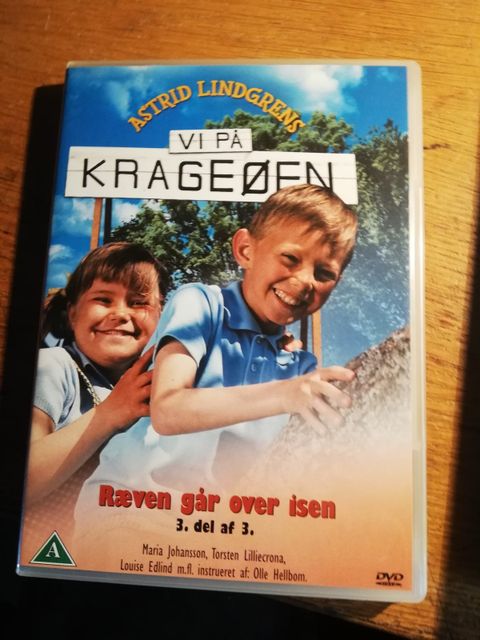 ASTRID LINDGRENS
VI PÅ
KRAGEØEN
Ræven går over isen
3. del af 3.
Maria Johansson, Torsten Lilliecrona,
Louise Edlind m.fl. instrueret af: Olle Hellbom.
A
DVD